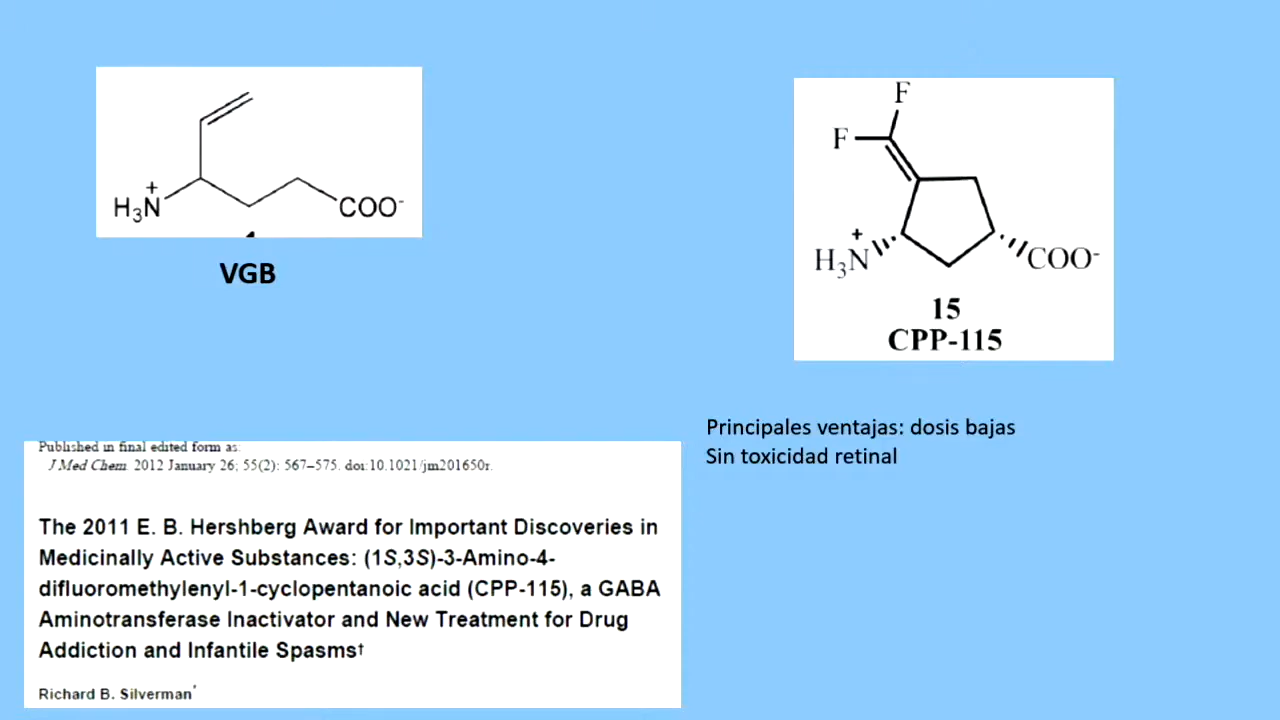 H₃N⁺ COO⁻
VGB
F
F
H₃N⁺ COO⁻
15
CPP-115
Principales ventajas: dosis bajas
Sin toxicidad retinal
Published in final edited form as:
J Med Chem. 2012 January 26; 55(2): 567–575. doi:10.1021/jm201650r.
The 2011 E. B. Hershberg Award for Important Discoveries in
Medicinally Active Substances: (1S,3S)-3-Amino-4-
difluoromethylenyl-1-cyclopentanoic acid (CPP-115), a GABA
Aminotransferase Inactivator and New Treatment for Drug
Addiction and Infantile Spasms†
Richard B. Silverman*